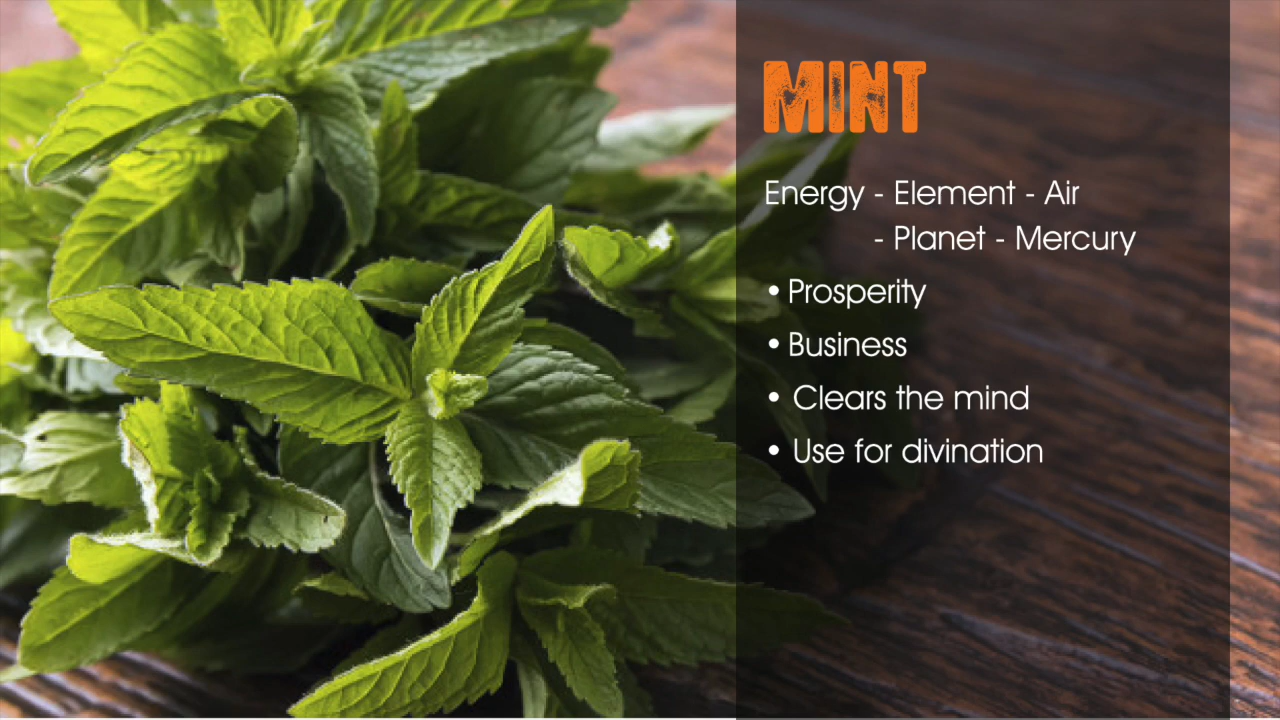 MINT
Energy - Element - Air
- Planet - Mercury
• Prosperity
• Business
• Clears the mind
• Use for divination